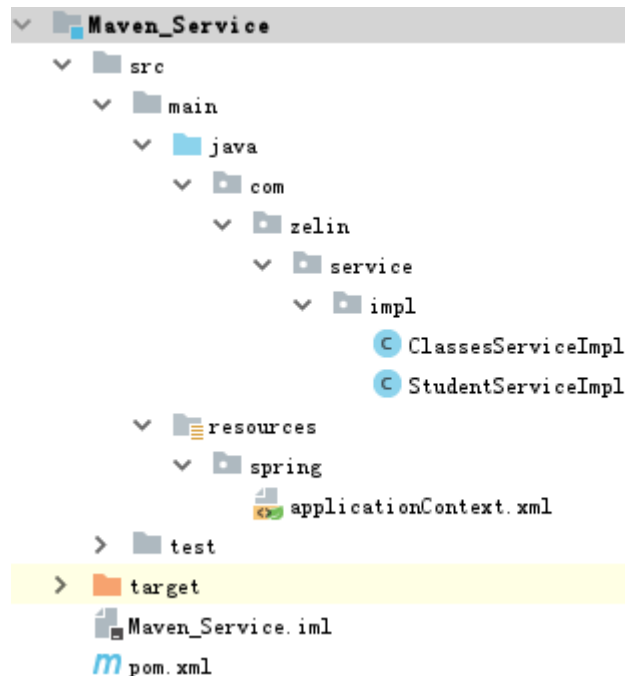 Maven_Service
src
main
java
com
zelin
service
impl
ClassesServiceImpl
StudentServiceImpl
resources
spring
applicationContext.xml
test
target
Maven_Service.iml
pom.xml